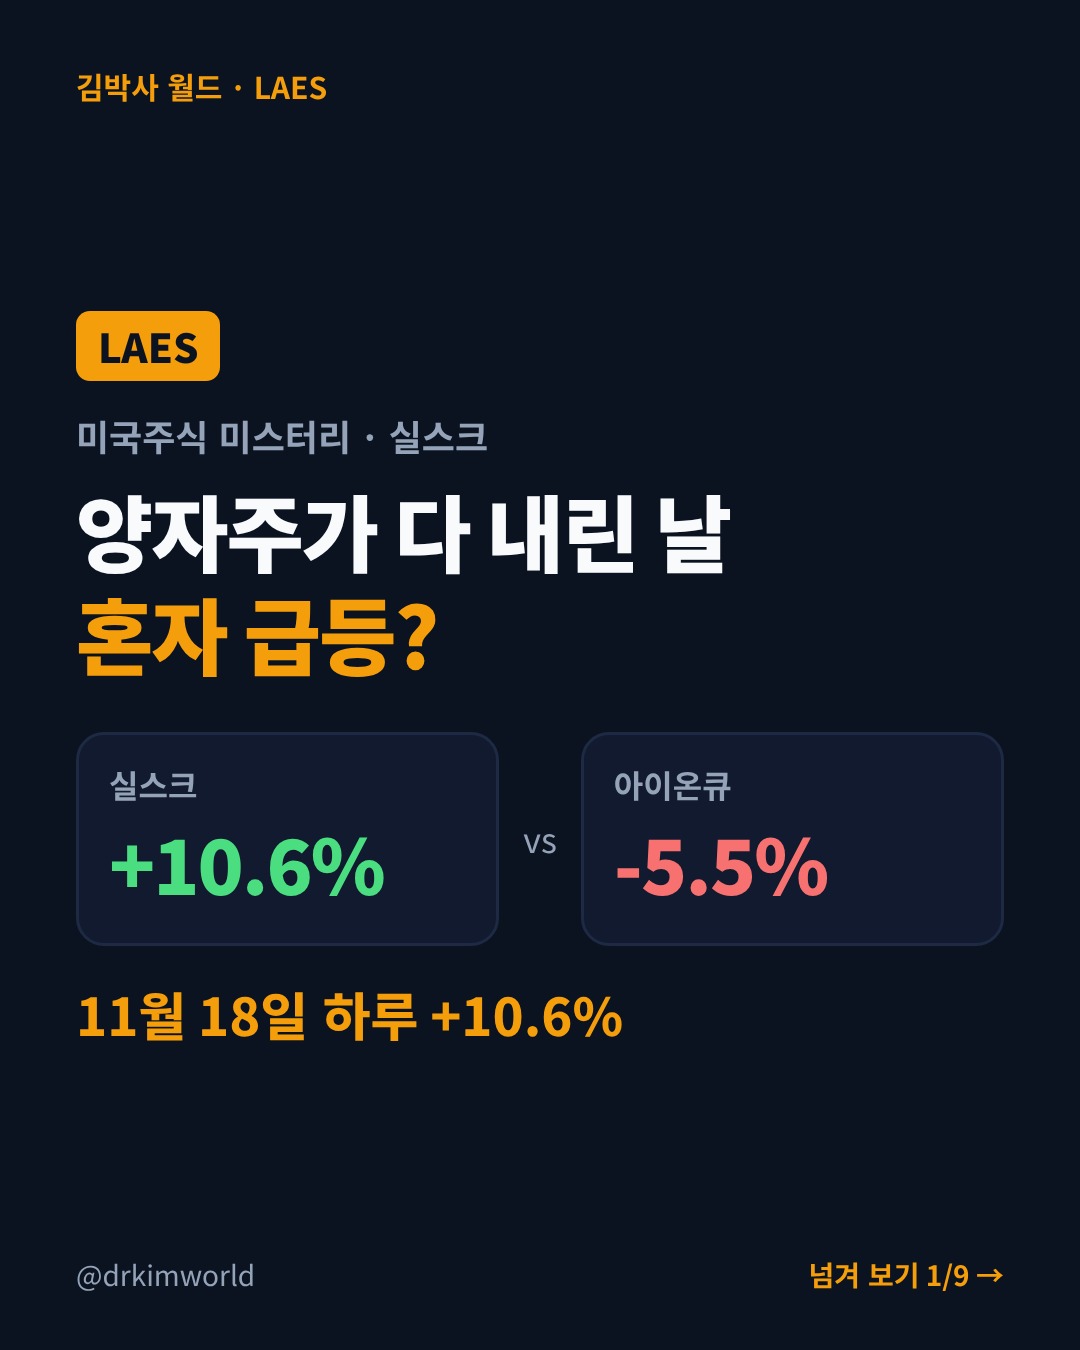 김박사 월드 · LAES
LAES
미국주식 미스터리 · 실스크
양자주가 다 내린 날
혼자 급등?
실스크
+10.6%
vs
아이온큐
-5.5%
11월 18일 하루 +10.6%
@drkimworld
넘겨 보기 1/9 →